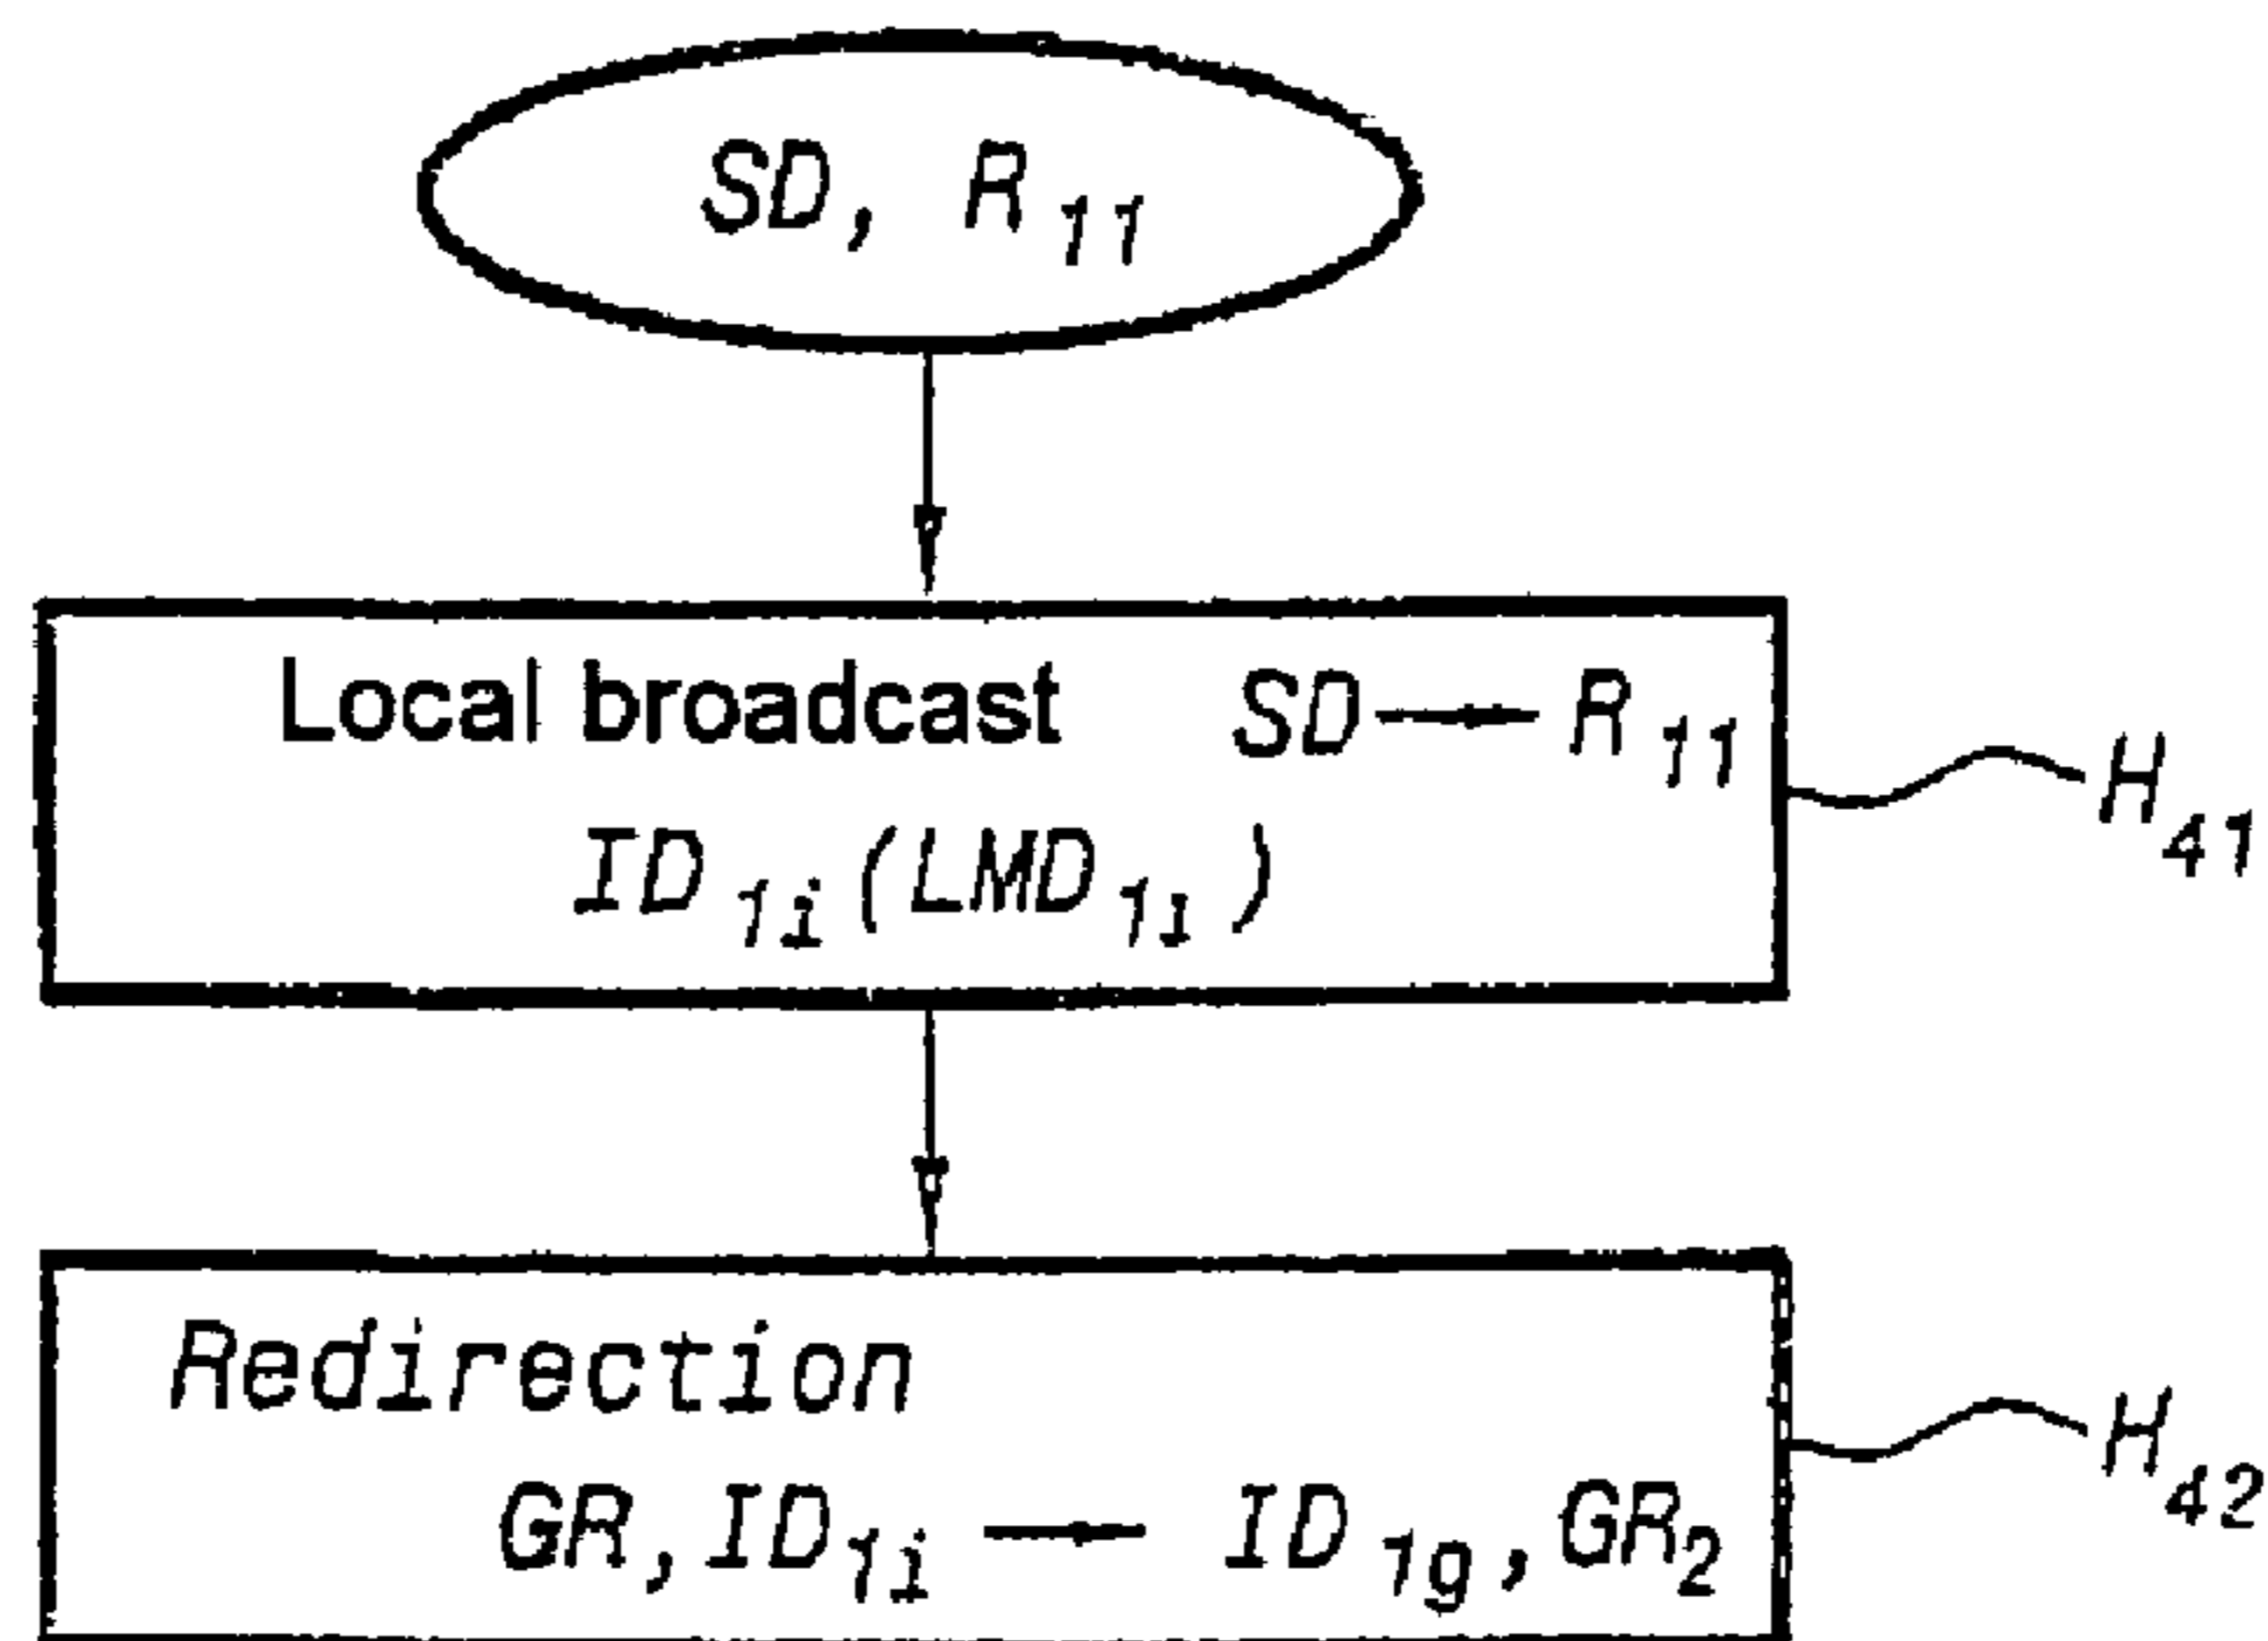 SD, R₁₁
Local broadcast SD → R₁₁
ID₁ᵢ (LMD₁ᵢ)
H₄₁
Redirection
GR, ID₁ᵢ → ID₁g, GR₂
H₄₂